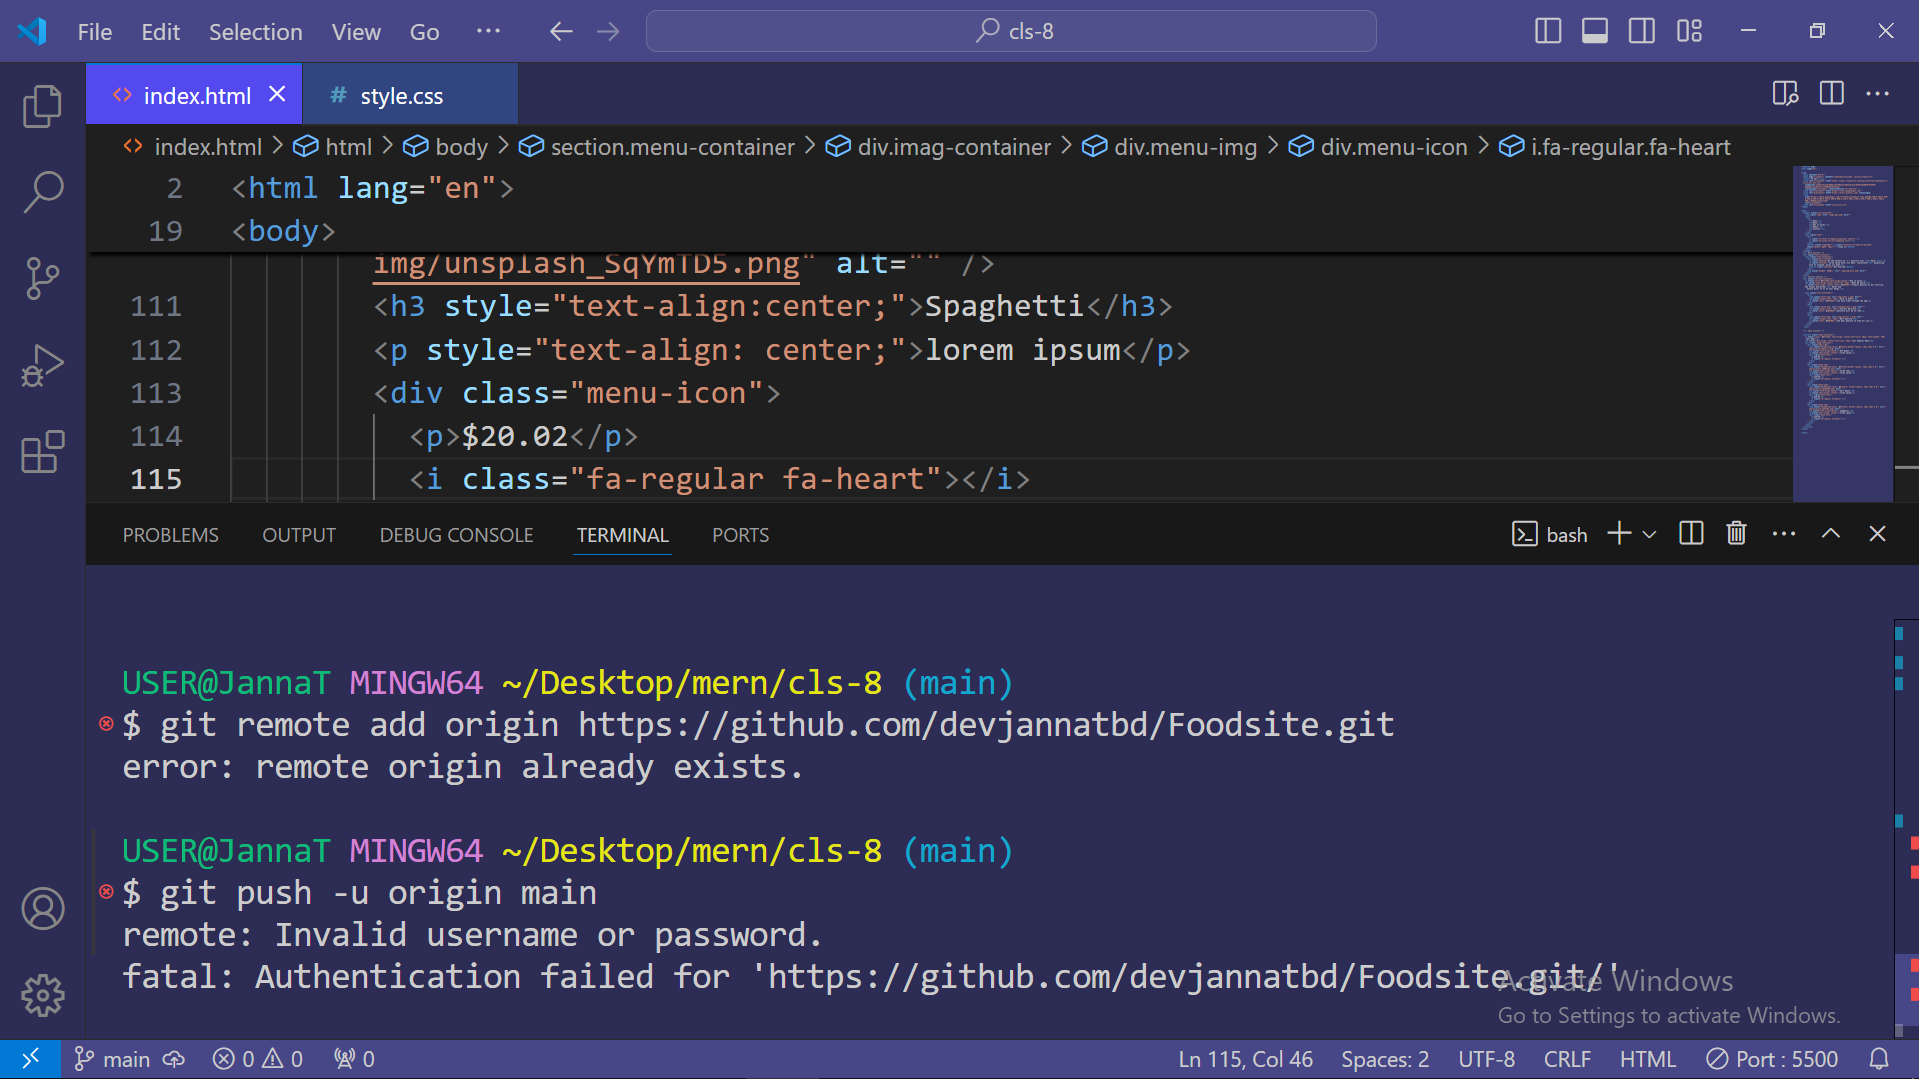 File Edit Selection View Go ··· cls-8
index.html style.css
index.html > html > body > section.menu-container > div.imag-container > div.menu-img > div.menu-icon > i.fa-regular.fa-heart
2 <html lang="en">
19 <body>
img/unsplash_SqYmTD5.png" alt="" />
111 <h3 style="text-align:center;">Spaghetti</h3>
112 <p style="text-align: center;">lorem ipsum</p>
113 <div class="menu-icon">
114 <p>$20.02</p>
115 <i class="fa-regular fa-heart"></i>
PROBLEMS OUTPUT DEBUG CONSOLE TERMINAL PORTS bash
USER@JannaT MINGW64 ~/Desktop/mern/cls-8 (main)
$ git remote add origin https://github.com/devjannatbd/Foodsite.git
error: remote origin already exists.
USER@JannaT MINGW64 ~/Desktop/mern/cls-8 (main)
$ git push -u origin main
remote: Invalid username or password.
fatal: Authentication failed for 'https://github.com/devjannatbd/Foodsite.git/'
Activate Windows
Go to Settings to activate Windows.
main 0 0 0 Ln 115, Col 46 Spaces: 2 UTF-8 CRLF HTML Port : 5500